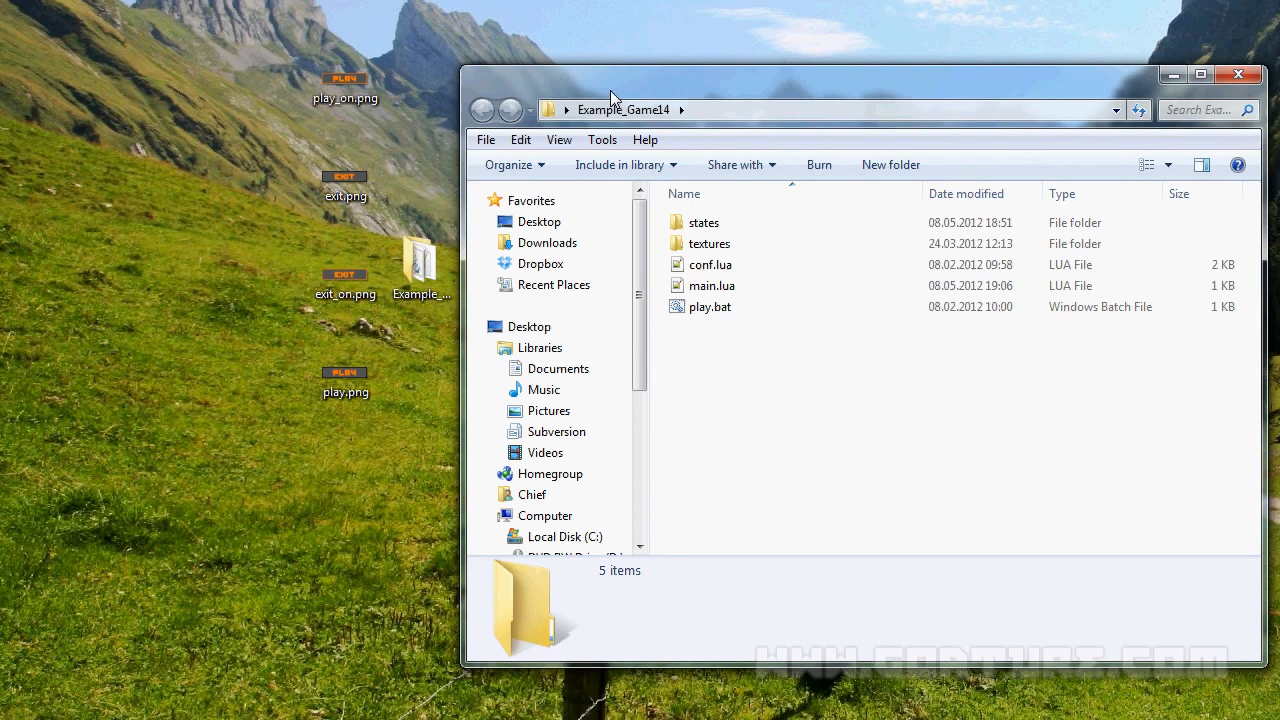 PLAY
play_on.png
EXIT
exit.png
EXIT
exit_on.png
Example_...
PLAY
play.png
Example_Game14
Search Exa...
File Edit View Tools Help
Organize Include in library Share with Burn New folder
Favorites
Desktop
Downloads
Dropbox
Recent Places
Desktop
Libraries
Documents
Music
Pictures
Subversion
Videos
Homegroup
Chief
Computer
Local Disk (C:)
Name Date modified Type Size
states 08.05.2012 18:51 File folder
textures 24.03.2012 12:13 File folder
conf.lua 08.02.2012 09:58 LUA File 2 KB
main.lua 08.05.2012 19:06 LUA File 1 KB
play.bat 08.02.2012 10:00 Windows Batch File 1 KB
5 items